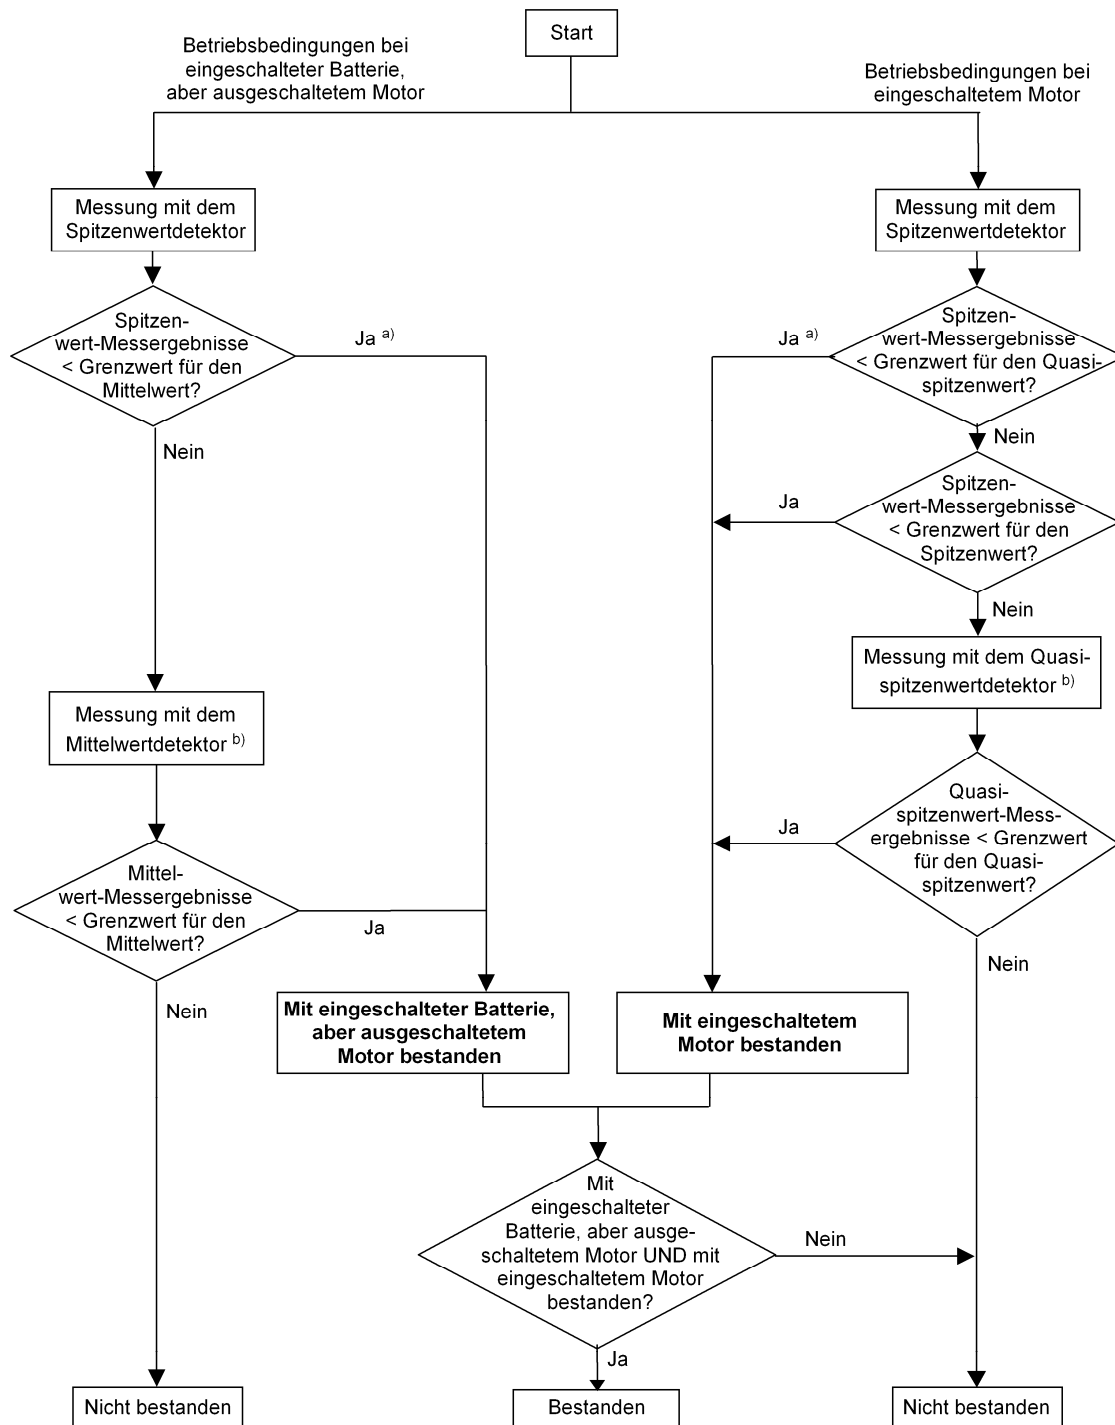 Start
Betriebsbedingungen bei
eingeschalteter Batterie,
aber ausgeschaltetem Motor
Betriebsbedingungen bei
eingeschaltetem Motor
Messung mit dem
Spitzenwertdetektor
Messung mit dem
Spitzenwertdetektor
Spitzen-
wert-Messergebnisse
< Grenzwert für den
Mittelwert?
Ja a)
Ja a)
Spitzen-
wert-Messergebnisse
< Grenzwert für den Quasi-
spitzenwert?
Nein
Nein
Spitzen-
wert-Messergebnisse
< Grenzwert für den
Spitzenwert?
Ja
Nein
Messung mit dem Quasi-
spitzenwertdetektor b)
Messung mit dem
Mittelwertdetektor b)
Quasi-
spitzenwert-Mess-
ergebnisse < Grenzwert
für den Quasi-
spitzenwert?
Ja
Mittel-
wert-Messergebnisse
< Grenzwert für den
Mittelwert?
Ja
Nein
Nein
Mit eingeschalteter Batterie,
aber ausgeschaltetem
Motor bestanden
Mit eingeschaltetem
Motor bestanden
Mit
eingeschalteter
Batterie, aber ausge-
schaltetem Motor UND mit
eingeschaltetem Motor
bestanden?
Nein
Ja
Nicht bestanden
Bestanden
Nicht bestanden